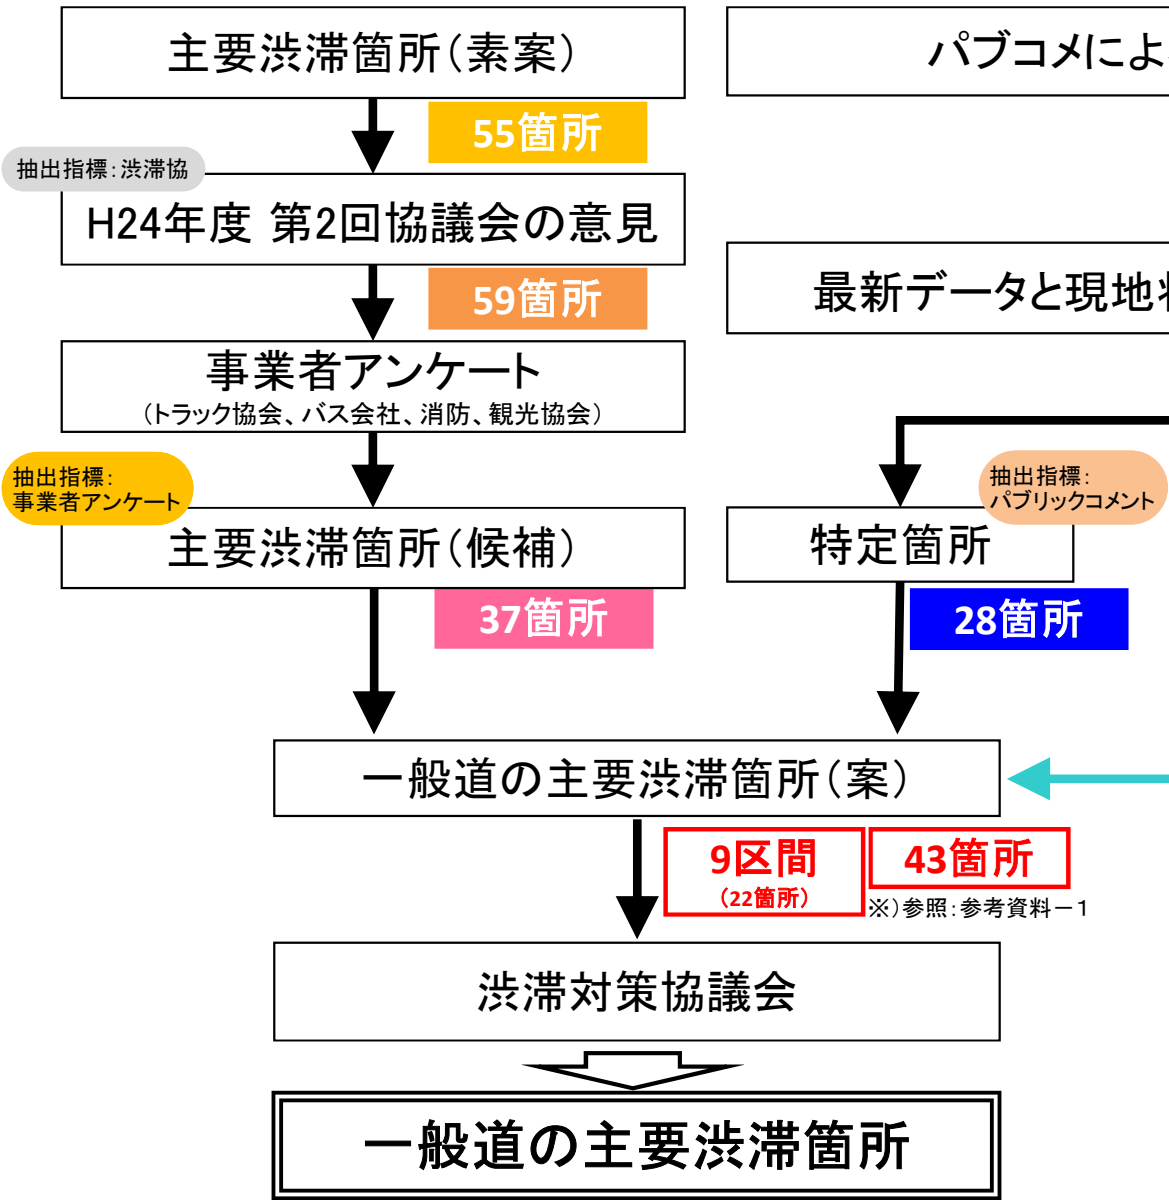 主要渋滞箇所（素案）
55箇所
抽出指標：渋滞協
H24年度 第2回協議会の意見
59箇所
事業者アンケート
（トラック協会、バス会社、消防、観光協会）
抽出指標：
事業者アンケート
主要渋滞箇所（候補）
37箇所
パブコメによ
最新データと現地
抽出指標：
パブリックコメント
特定箇所
28箇所
一般道の主要渋滞箇所（案）
9区間
（22箇所）
43箇所
※）参照：参考資料－1
渋滞対策協議会
一般道の主要渋滞箇所